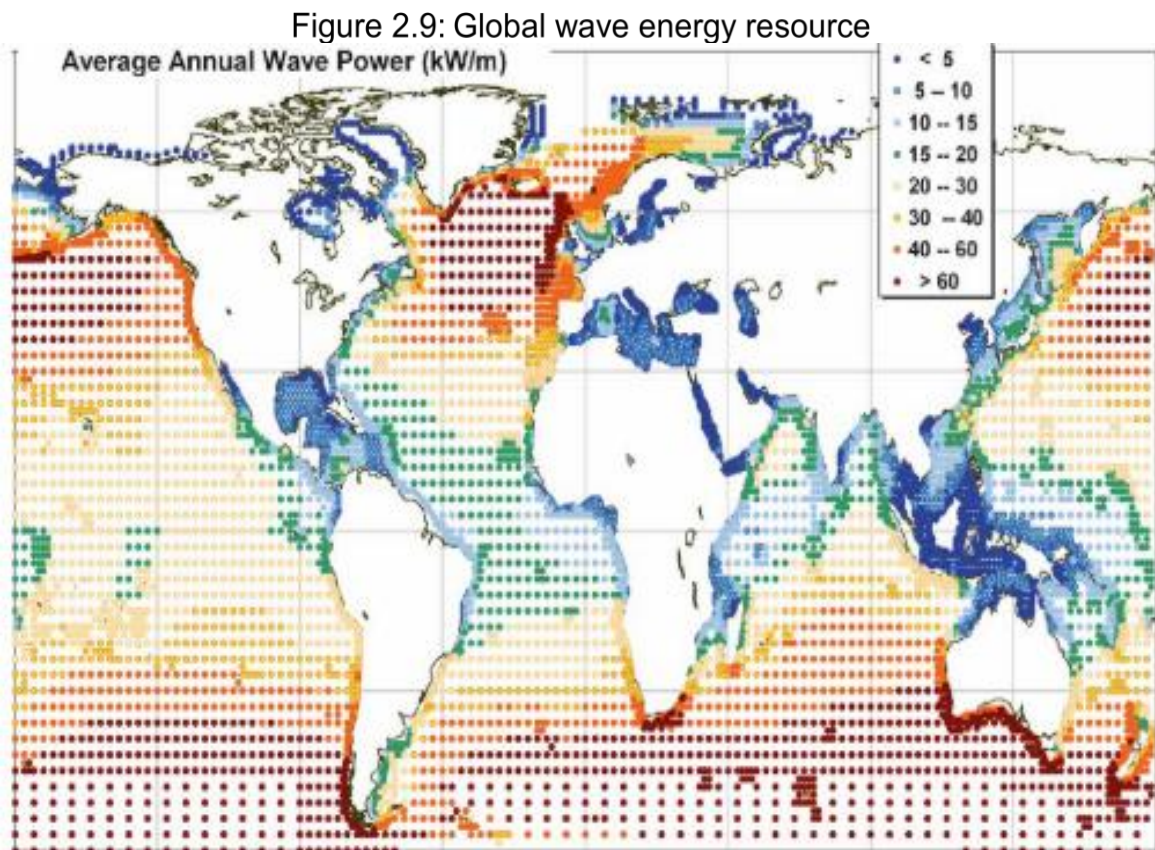 Figure 2.9: Global wave energy resource
Average Annual Wave Power (kW/m)
< 5
5 – 10
10 -- 15
15 -- 20
20 -- 30
30 -- 40
40 -- 60
> 60